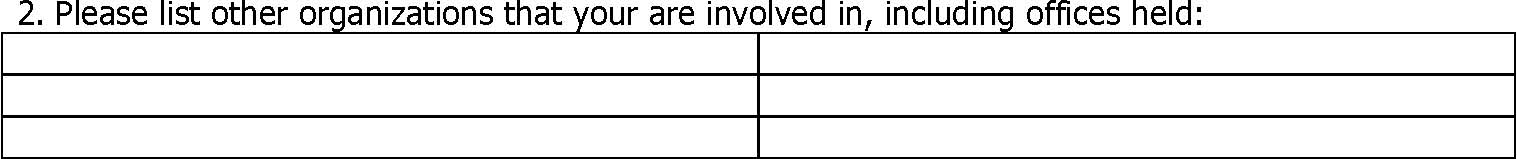 2. Please list other organizations that your are involved in, including offices held: